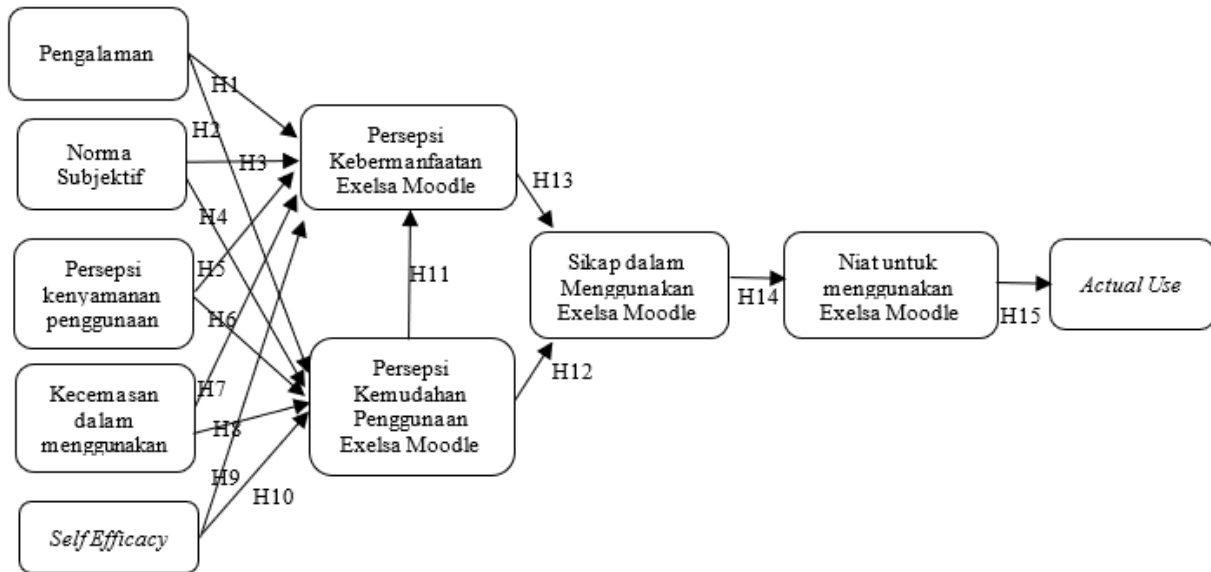 Pengalaman
Norma
Subjektif
Persepsi
kenyamanan
penggunaan
Kecemasan
dalam
menggunakan
Self Efficacy
H1
H2
H3
H4
H5
H6
H7
H8
H9
H10
Persepsi
Kebermanfaatan
Exelsa Moodle
H11
Persepsi
Kemudahan
Penggunaan
Exelsa Moodle
H13
H12
Sikap dalam
Menggunakan
Exelsa Moodle
H14
Niat untuk
menggunakan
Exelsa Moodle
H15
Actual Use